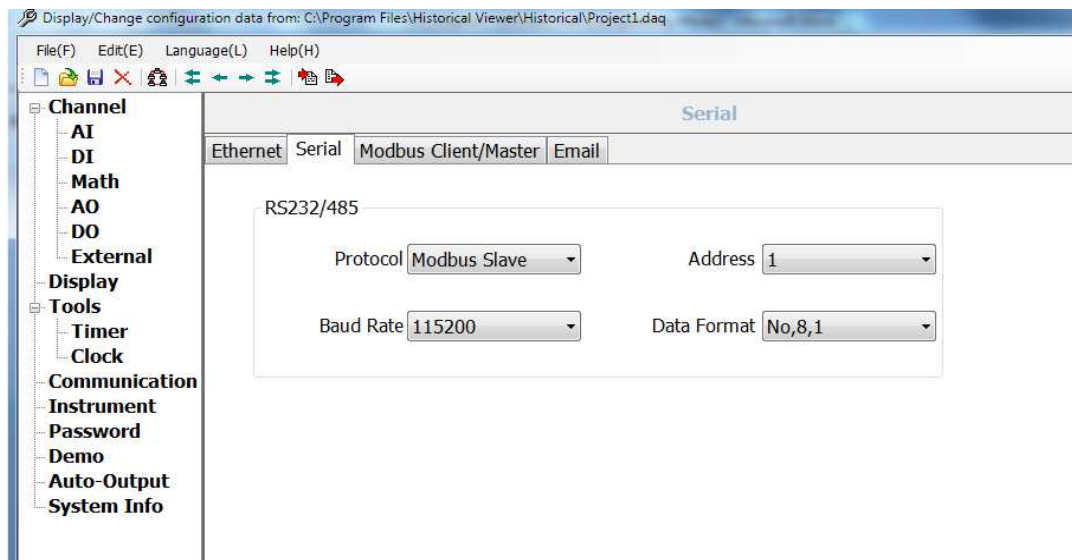 Display/Change configuration data from: C:\Program Files\Historical Viewer\Historical\Project1.daq
File(F) Edit(E) Language(L) Help(H)
Channel
AI
DI
Math
AO
DO
External
Display
Tools
Timer
Clock
Communication
Instrument
Password
Demo
Auto-Output
System Info
Serial
Ethernet Serial Modbus Client/Master Email
RS232/485
Protocol Modbus Slave Address 1
Baud Rate 115200 Data Format No,8,1